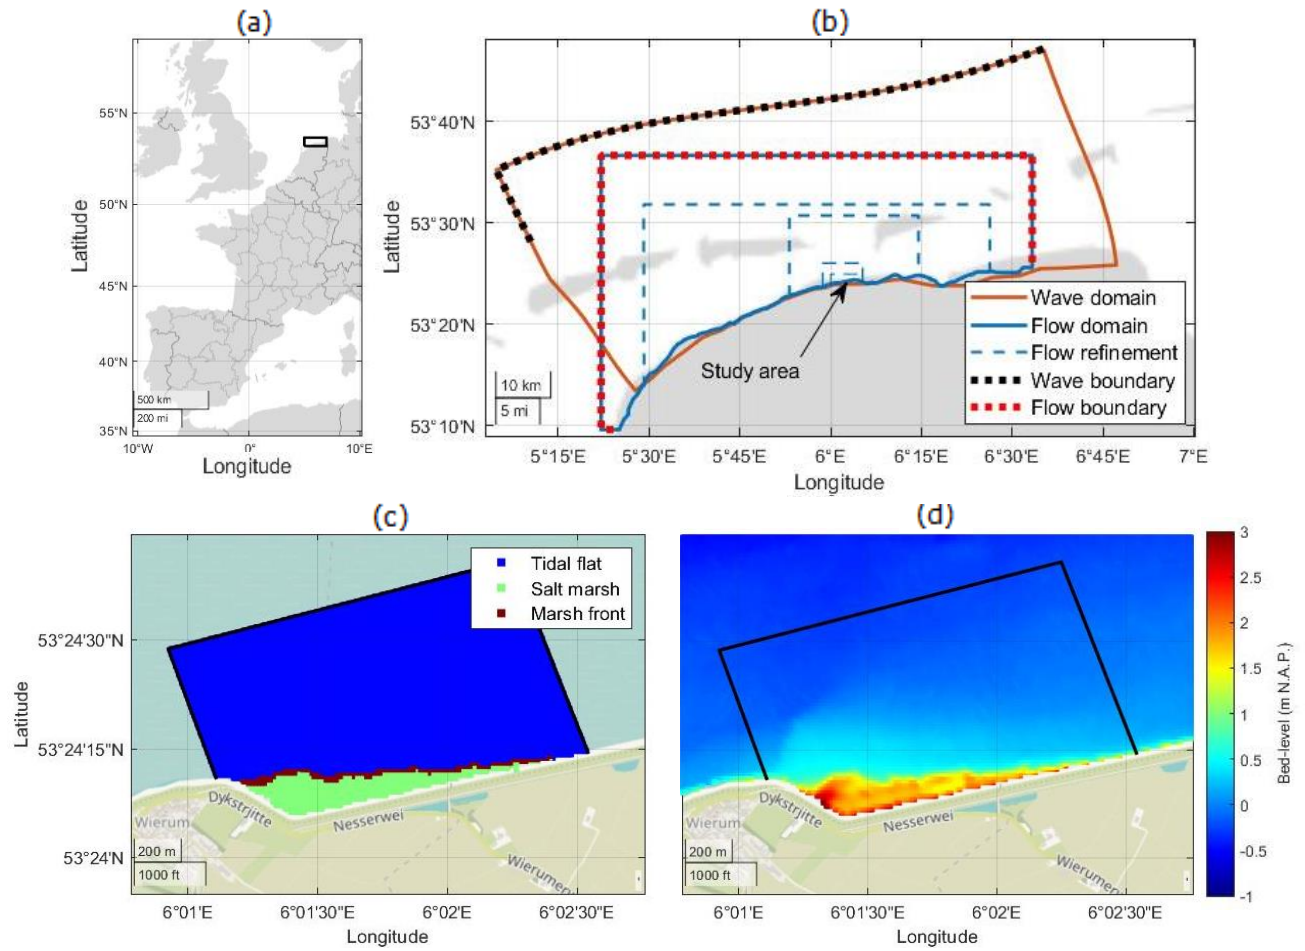 (a)
55°N
50°N
45°N
40°N
35°N
Latitude
500 km
200 mi
10°W
0°
10°E
Longitude
(b)
53°40'N
53°30'N
53°20'N
53°10'N
Latitude
Study area
10 km
5 mi
Wave domain
Flow domain
Flow refinement
Wave boundary
Flow boundary
5°15'E
5°30'E
5°45'E
6°E
6°15'E
6°30'E
6°45'E
7°E
Longitude
(c)
Tidal flat
Salt marsh
Marsh front
53°24'30"N
53°24'15"N
53°24'N
Latitude
Dykstrjitte
Wierum
Nesserwei
200 m
1000 ft
6°01'E
6°01'30"E
6°02'E
6°02'30"E
Longitude
(d)
Dykstrjitte
Wierum
Nesserwei
200 m
1000 ft
6°01'E
6°01'30"E
6°02'E
6°02'30"E
Longitude
3
2.5
2
1.5
1
0.5
0
-0.5
-1
Bed-level (m N.A.P.)